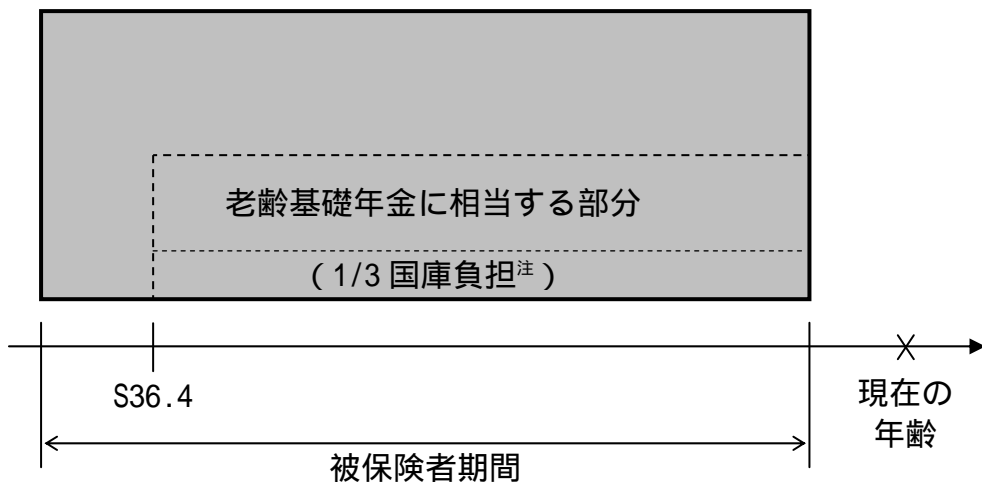 老齢基礎年金に相当する部分
（1/3 国庫負担注）
S36.4
現在の
年齢
被保険者期間